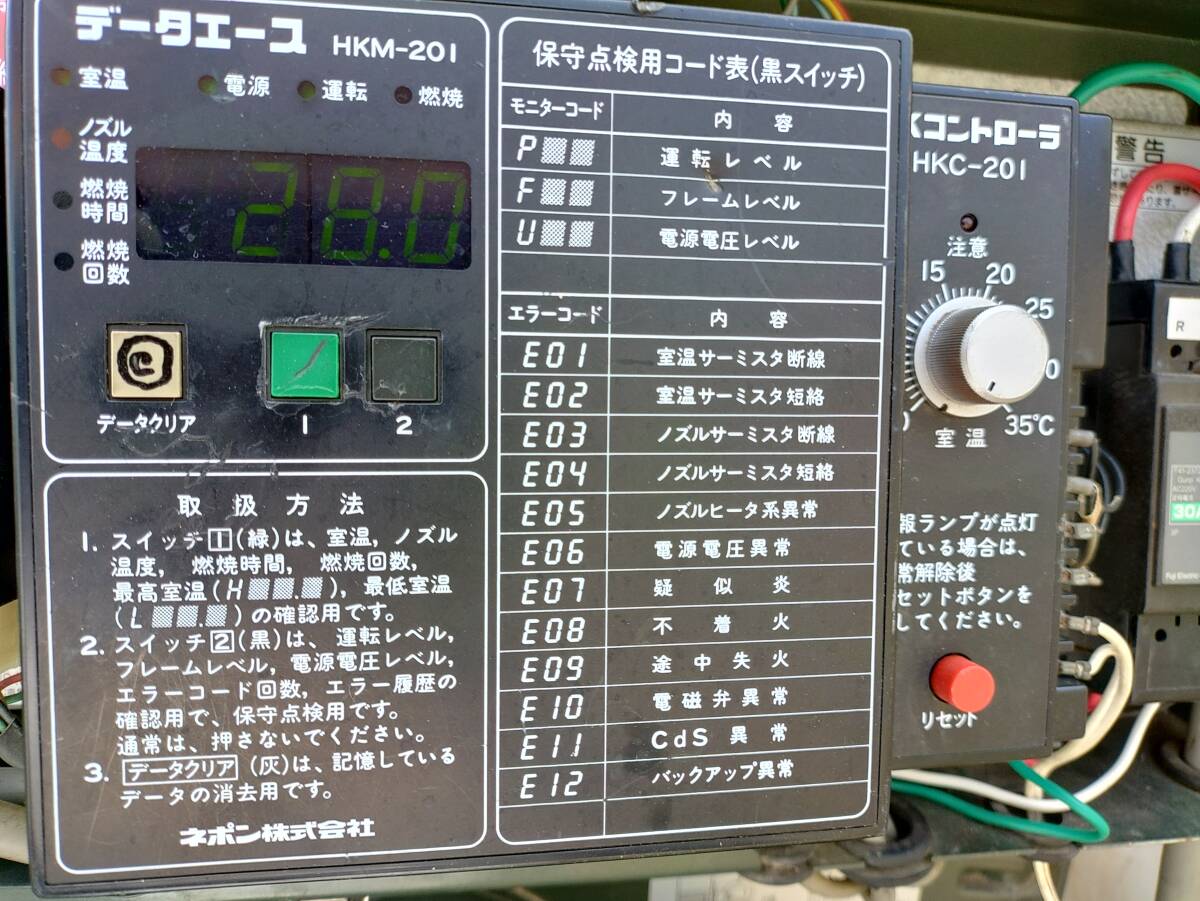 データエース HKM-201
室温 電源 運転 燃焼
ノズル
温度
燃焼
時間
燃焼
回数
28.0
データクリア 1 2
取扱方法
1. スイッチ1(緑)は、室温, ノズル
温度, 燃焼時間, 燃焼回数,
最高室温(H▒▒.▒), 最低室温
(L▒▒.▒)の確認用です。
2. スイッチ2(黒)は、運転レベル,
フレームレベル, 電源電圧レベル,
エラーコード回数, エラー履歴の
確認用で、保守点検用です。
通常は、押さないでください。
3. データクリア (灰)は、記憶している
データの消去用です。
ネポン株式会社
保守点検用コード表(黒スイッチ)
モニターコード 内容
P▒▒ 運転レベル
F▒▒ フレームレベル
U▒▒ 電源電圧レベル
エラーコード 内容
E01 室温サーミスタ断線
E02 室温サーミスタ短絡
E03 ノズルサーミスタ断線
E04 ノズルサーミスタ短絡
E05 ノズルヒータ系異常
E06 電源電圧異常
E07 疑似炎
E08 不着火
E09 途中失火
E10 電磁弁異常
E11 CdS異常
E12 バックアップ異常
Kコントローラ
HKC-201
注意
15 20
25
0
35℃
室温
報ランプが点灯
ている場合は、
常解除後
セットボタンを
してください。
リセット
警告
R
30A